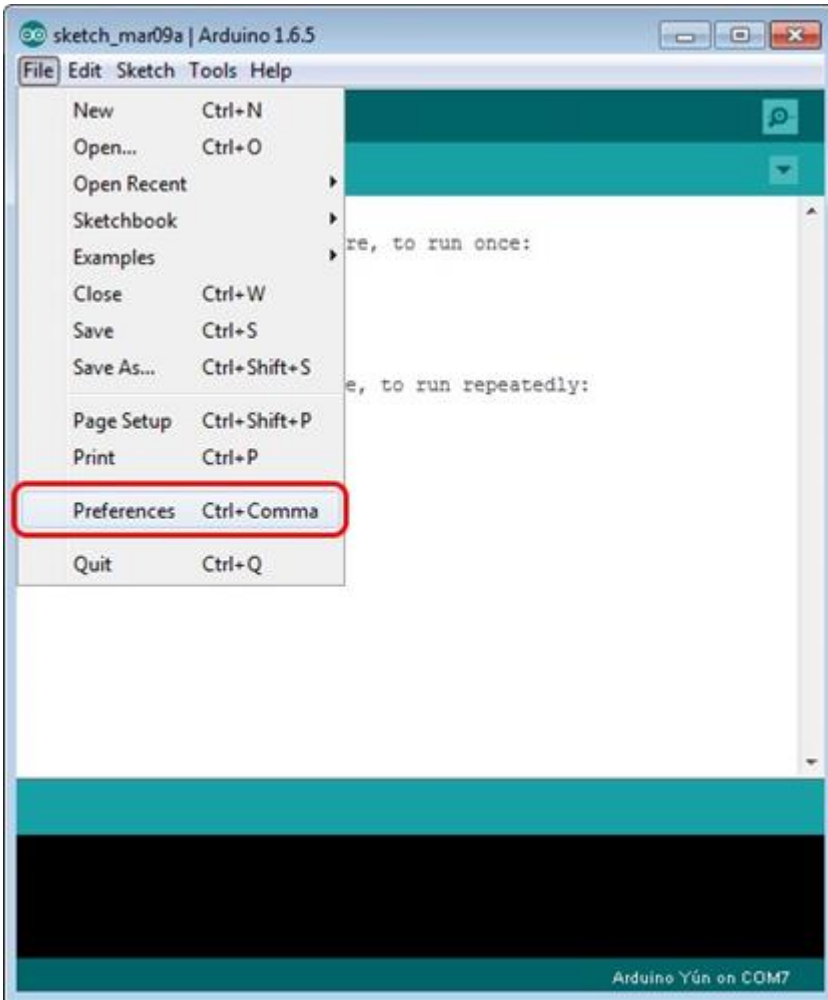 sketch_mar09a | Arduino 1.6.5
File Edit Sketch Tools Help
New Ctrl+N
Open... Ctrl+O
Open Recent
Sketchbook
re, to run once:
Examples
Close Ctrl+W
Save Ctrl+S
Save As... Ctrl+Shift+S
e, to run repeatedly:
Page Setup Ctrl+Shift+P
Print Ctrl+P
Preferences Ctrl+Comma
Quit Ctrl+Q
Arduino Yún on COM7